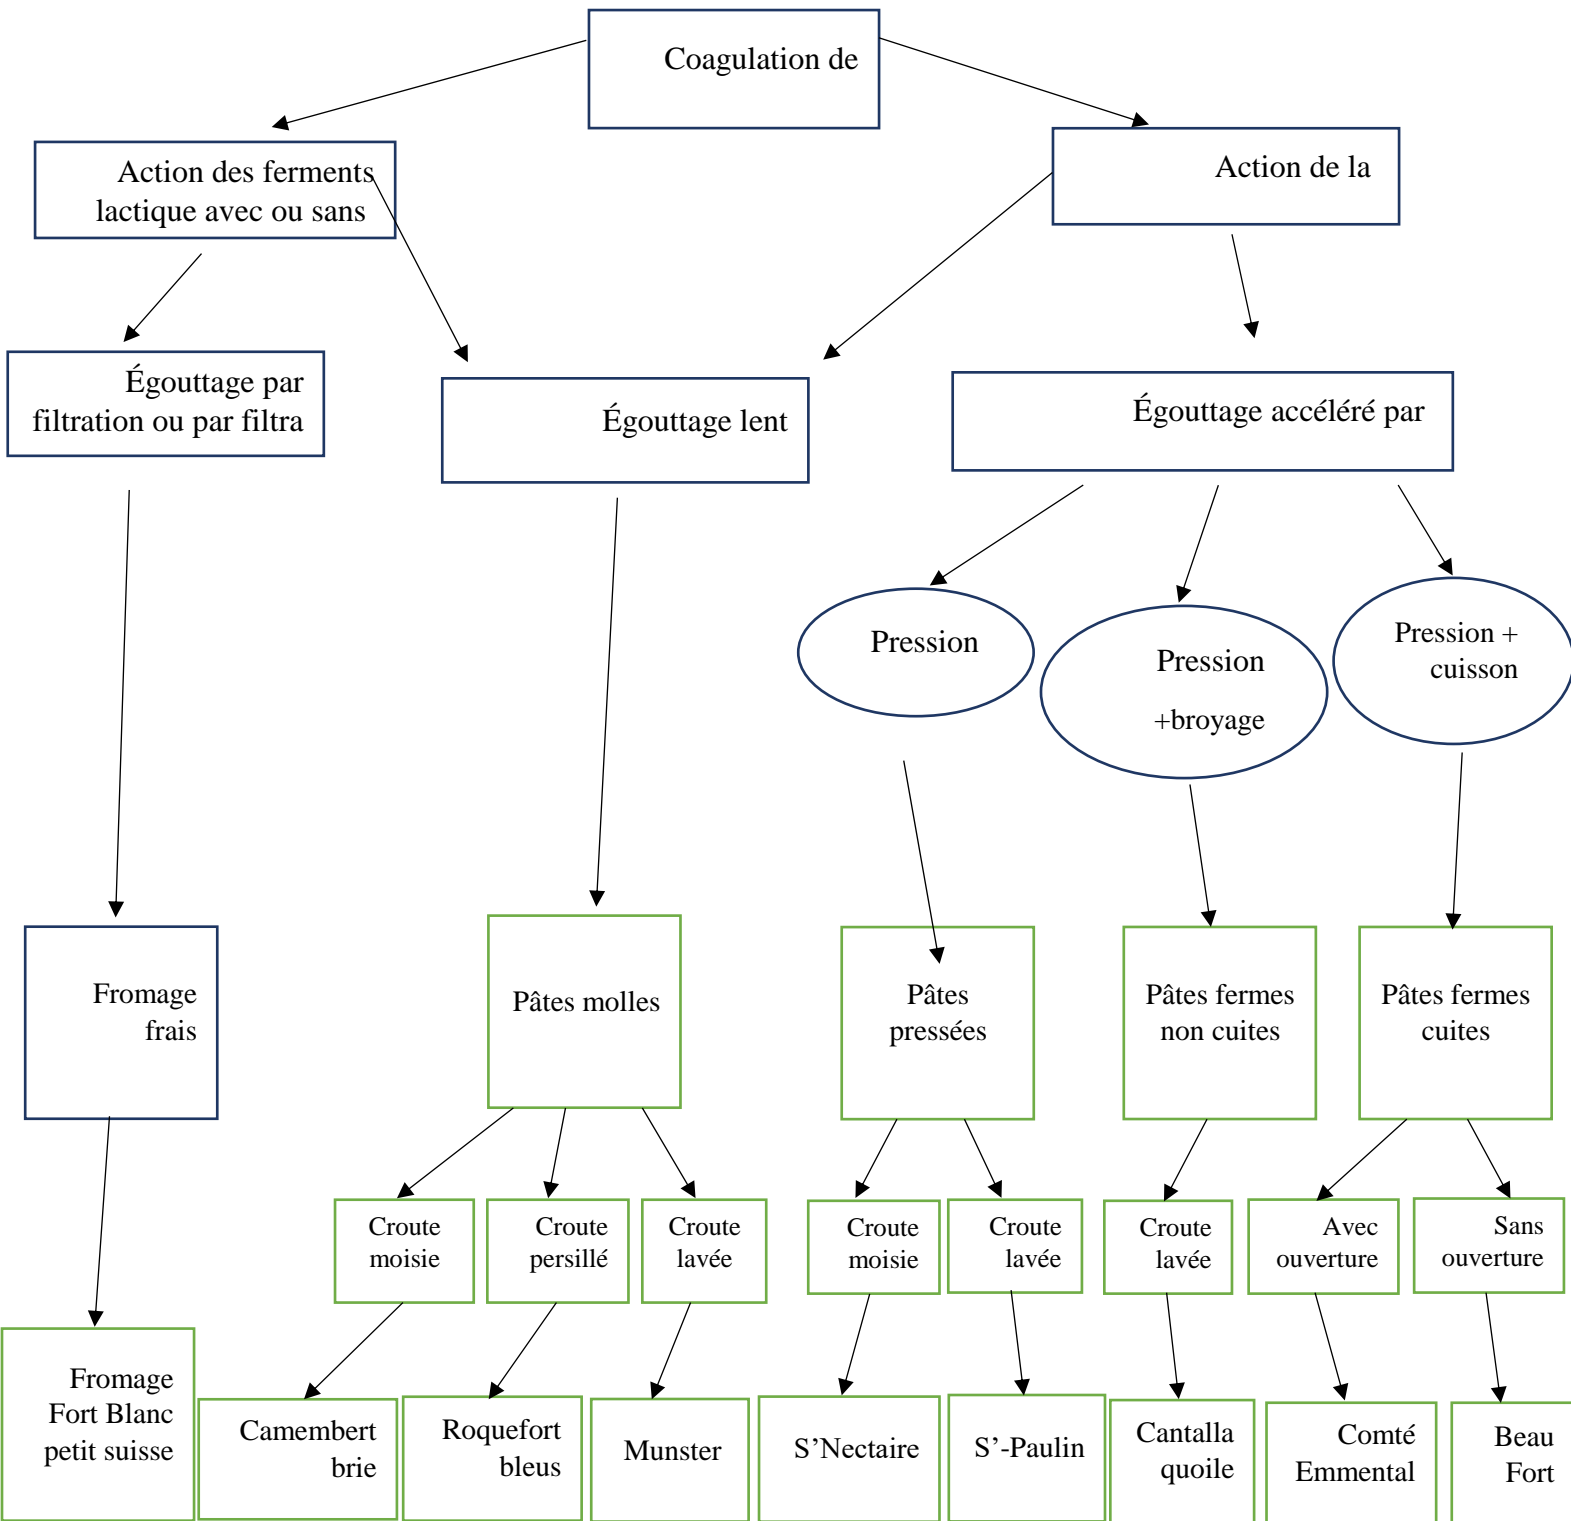 Coagulation de
Action des ferments
lactique avec ou sans
Action de la
Égouttage par
filtration ou par filtra
Égouttage lent
Égouttage accéléré par
Pression
Pression
+broyage
Pression +
cuisson
Fromage
frais
Pâtes molles
Pâtes
pressées
Pâtes fermes
non cuites
Pâtes fermes
cuites
Croute
moisie
Croute
persillé
Croute
lavée
Croute
moisie
Croute
lavée
Croute
lavée
Avec
ouverture
Sans
ouverture
Fromage
Fort Blanc
petit suisse
Camembert
brie
Roquefort
bleus
Munster
S’Nectaire
S’-Paulin
Cantalla
quoile
Comté
Emmental
Beau
Fort